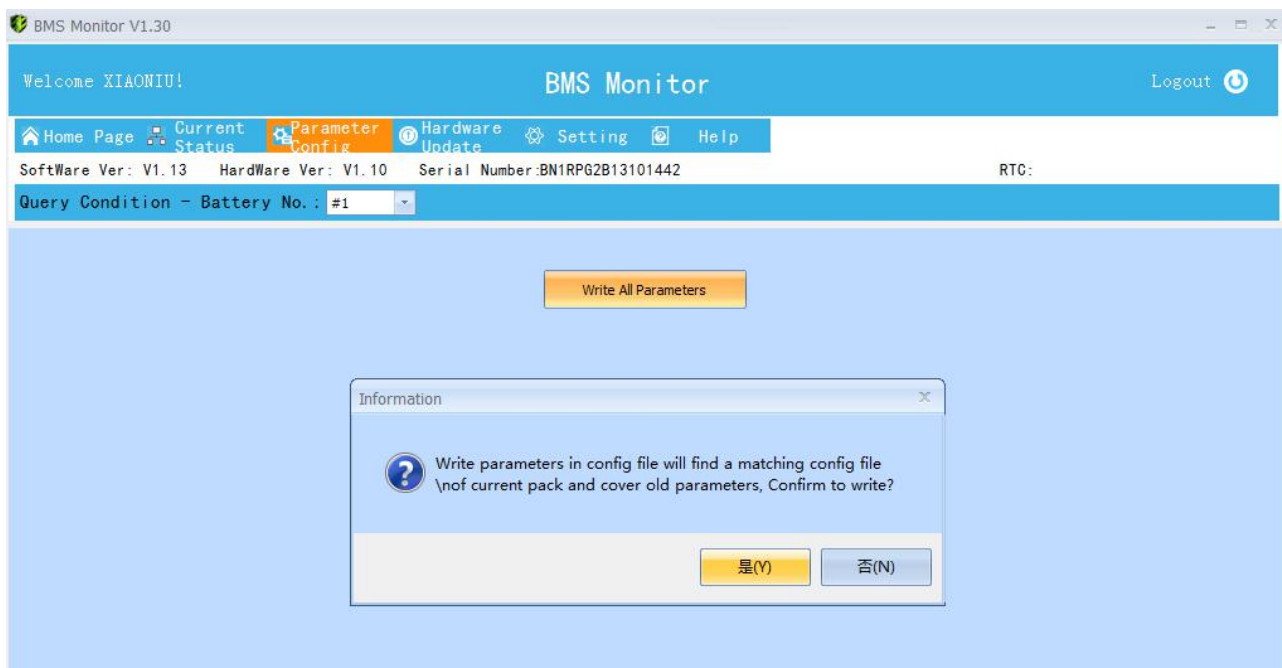 BMS Monitor V1.30
Welcome XIAONIU!
BMS Monitor
Logout
Home Page
Current
Status
Parameter
Config
Hardware
Update
Setting
Help
SoftWare Ver: V1.13 HardWare Ver: V1.10 Serial Number:BN1RPG2B13101442 RTC:
Query Condition - Battery No.: #1
Write All Parameters
Information
Write parameters in config file will find a matching config file
\nof current pack and cover old parameters, Confirm to write?
是(Y) 否(N)